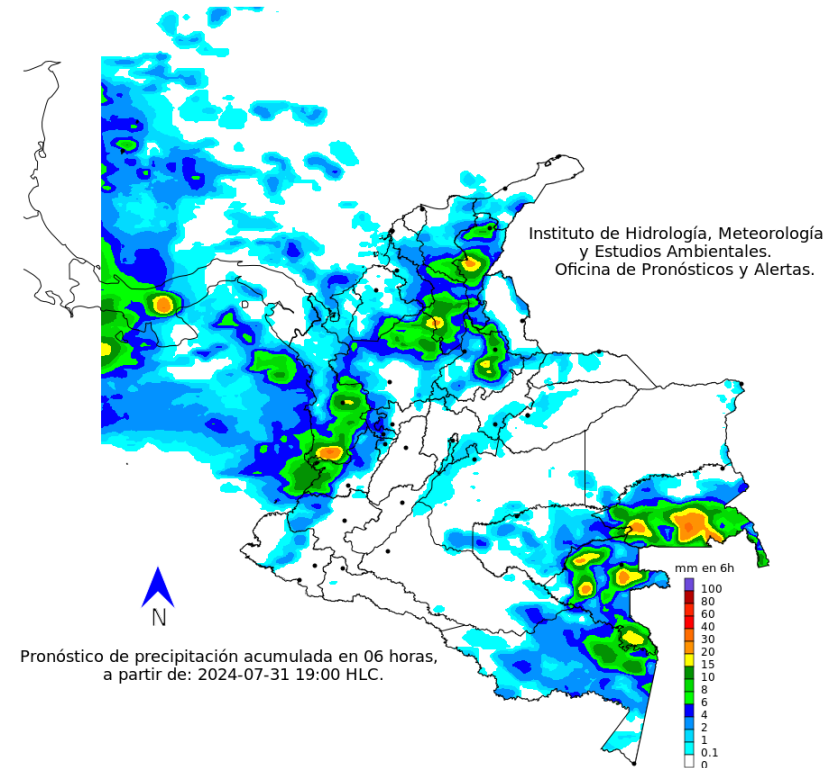 Instituto de Hidrología, Meteorología
y Estudios Ambientales.
Oficina de Pronósticos y Alertas.
mm en 6h
100
80
60
40
30
20
15
10
8
6
4
2
1
0.1
0
N
Pronóstico de precipitación acumulada en 06 horas,
a partir de: 2024-07-31 19:00 HLC.